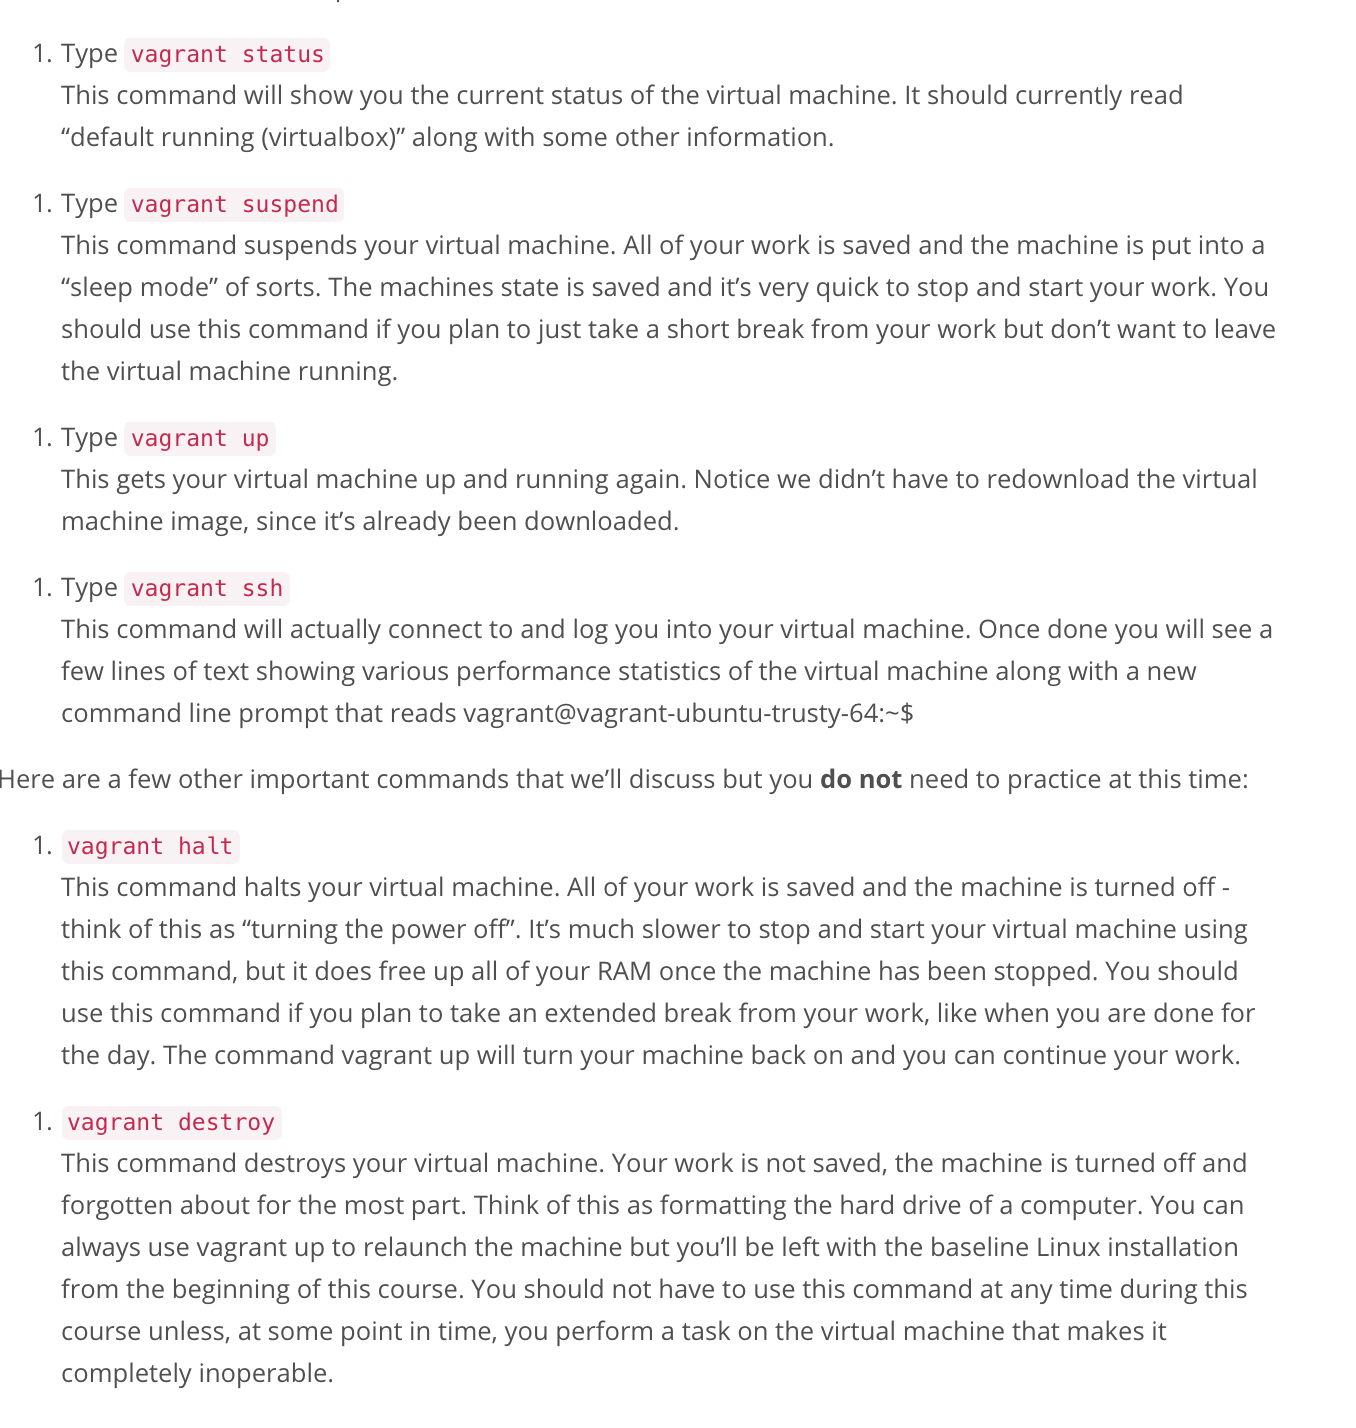 1. Type vagrant status
This command will show you the current status of the virtual machine. It should currently read
“default running (virtualbox)” along with some other information.
1. Type vagrant suspend
This command suspends your virtual machine. All of your work is saved and the machine is put into a
“sleep mode” of sorts. The machines state is saved and it’s very quick to stop and start your work. You
should use this command if you plan to just take a short break from your work but don’t want to leave
the virtual machine running.
1. Type vagrant up
This gets your virtual machine up and running again. Notice we didn’t have to redownload the virtual
machine image, since it’s already been downloaded.
1. Type vagrant ssh
This command will actually connect to and log you into your virtual machine. Once done you will see a
few lines of text showing various performance statistics of the virtual machine along with a new
command line prompt that reads vagrant@vagrant-ubuntu-trusty-64:~$
Here are a few other important commands that we’ll discuss but you do not need to practice at this time:
1. vagrant halt
This command halts your virtual machine. All of your work is saved and the machine is turned off -
think of this as “turning the power off”. It’s much slower to stop and start your virtual machine using
this command, but it does free up all of your RAM once the machine has been stopped. You should
use this command if you plan to take an extended break from your work, like when you are done for
the day. The command vagrant up will turn your machine back on and you can continue your work.
1. vagrant destroy
This command destroys your virtual machine. Your work is not saved, the machine is turned off and
forgotten about for the most part. Think of this as formatting the hard drive of a computer. You can
always use vagrant up to relaunch the machine but you’ll be left with the baseline Linux installation
from the beginning of this course. You should not have to use this command at any time during this
course unless, at some point in time, you perform a task on the virtual machine that makes it
completely inoperable.